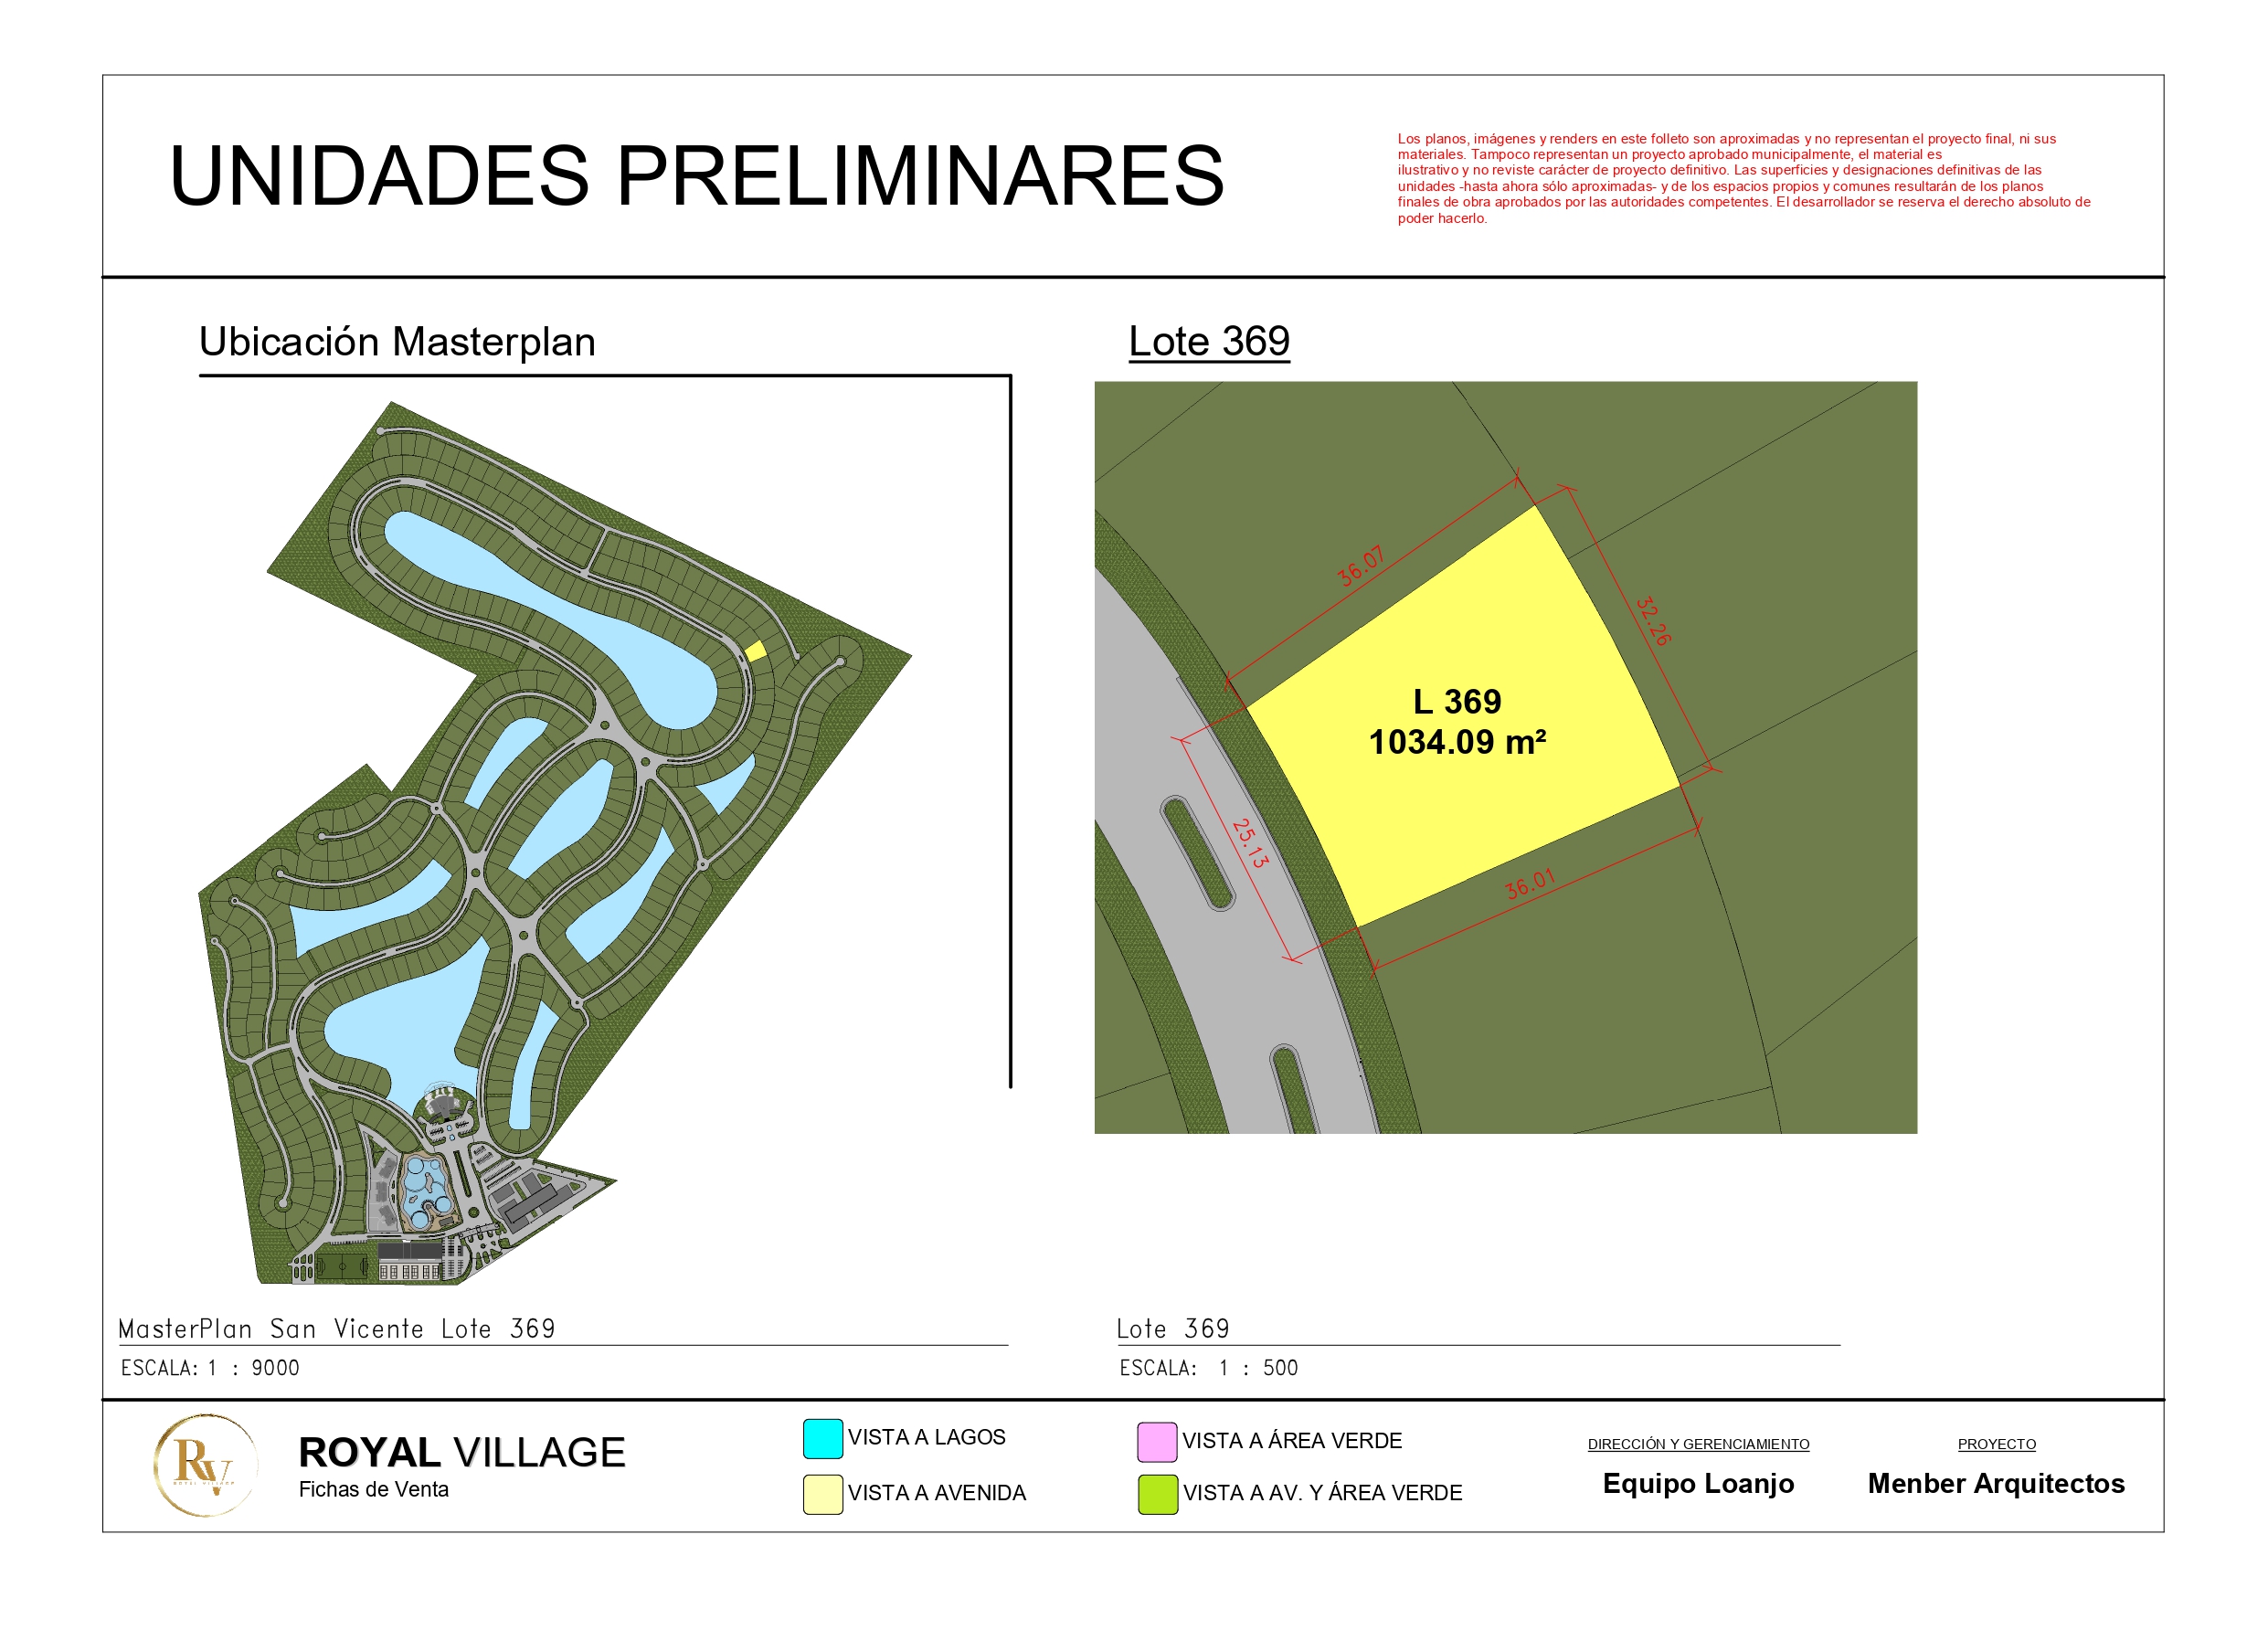 UNIDADES PRELIMINARES
Los planos, imágenes y renders en este folleto son aproximadas y no representan el proyecto final, ni sus
materiales. Tampoco representan un proyecto aprobado municipalmente, el material es
ilustrativo y no reviste carácter de proyecto definitivo. Las superficies y designaciones definitivas de las
unidades -hasta ahora sólo aproximadas- y de los espacios propios y comunes resultarán de los planos
finales de obra aprobados por las autoridades competentes. El desarrollador se reserva el derecho absoluto de
poder hacerlo.
Ubicación Masterplan
Lote 369
36.07
32.26
L 369
1034.09 m²
25.13
36.01
MasterPlan San Vicente Lote 369
ESCALA: 1 : 9000
Lote 369
ESCALA: 1 : 500
RV
ROYAL VILLAGE
ROYAL VILLAGE
Fichas de Venta
VISTA A LAGOS
VISTA A AVENIDA
VISTA A ÁREA VERDE
VISTA A AV. Y ÁREA VERDE
DIRECCIÓN Y GERENCIAMIENTO
Equipo Loanjo
PROYECTO
Menber Arquitectos